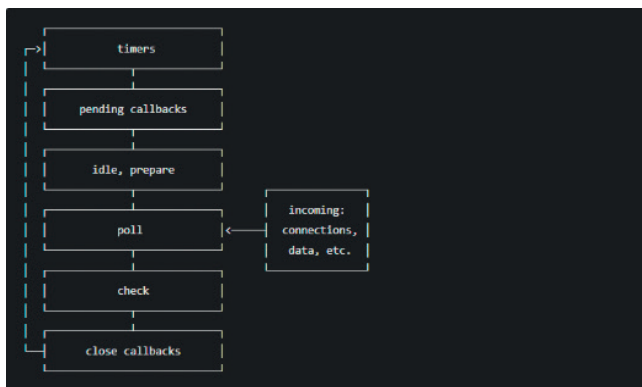 timers
pending callbacks
idle, prepare
poll
incoming:
connections,
data, etc.
check
close callbacks